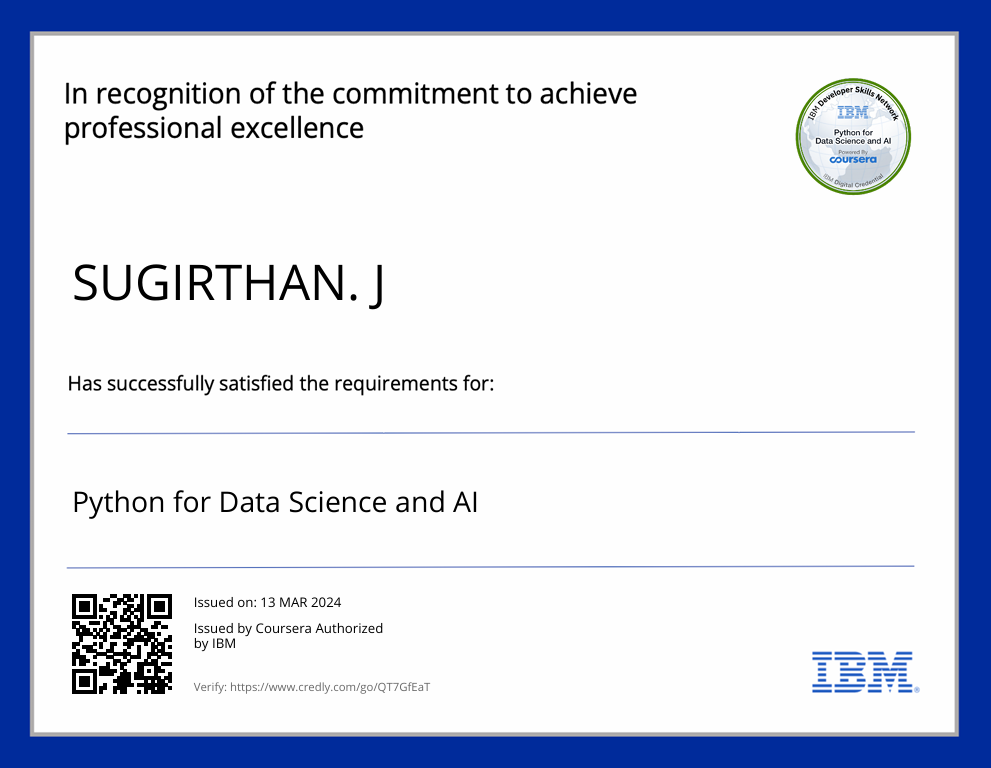 In recognition of the commitment to achieve
professional excellence
IBM Developer Skills Network
IBM
Python for
Data Science and AI
Powered By
coursera
IBM Digital Credential
SUGIRTHAN. J
Has successfully satisfied the requirements for:
Python for Data Science and AI
Issued on: 13 MAR 2024
Issued by Coursera Authorized
by IBM
Verify: https://www.credly.com/go/QT7GfEaT
IBM®